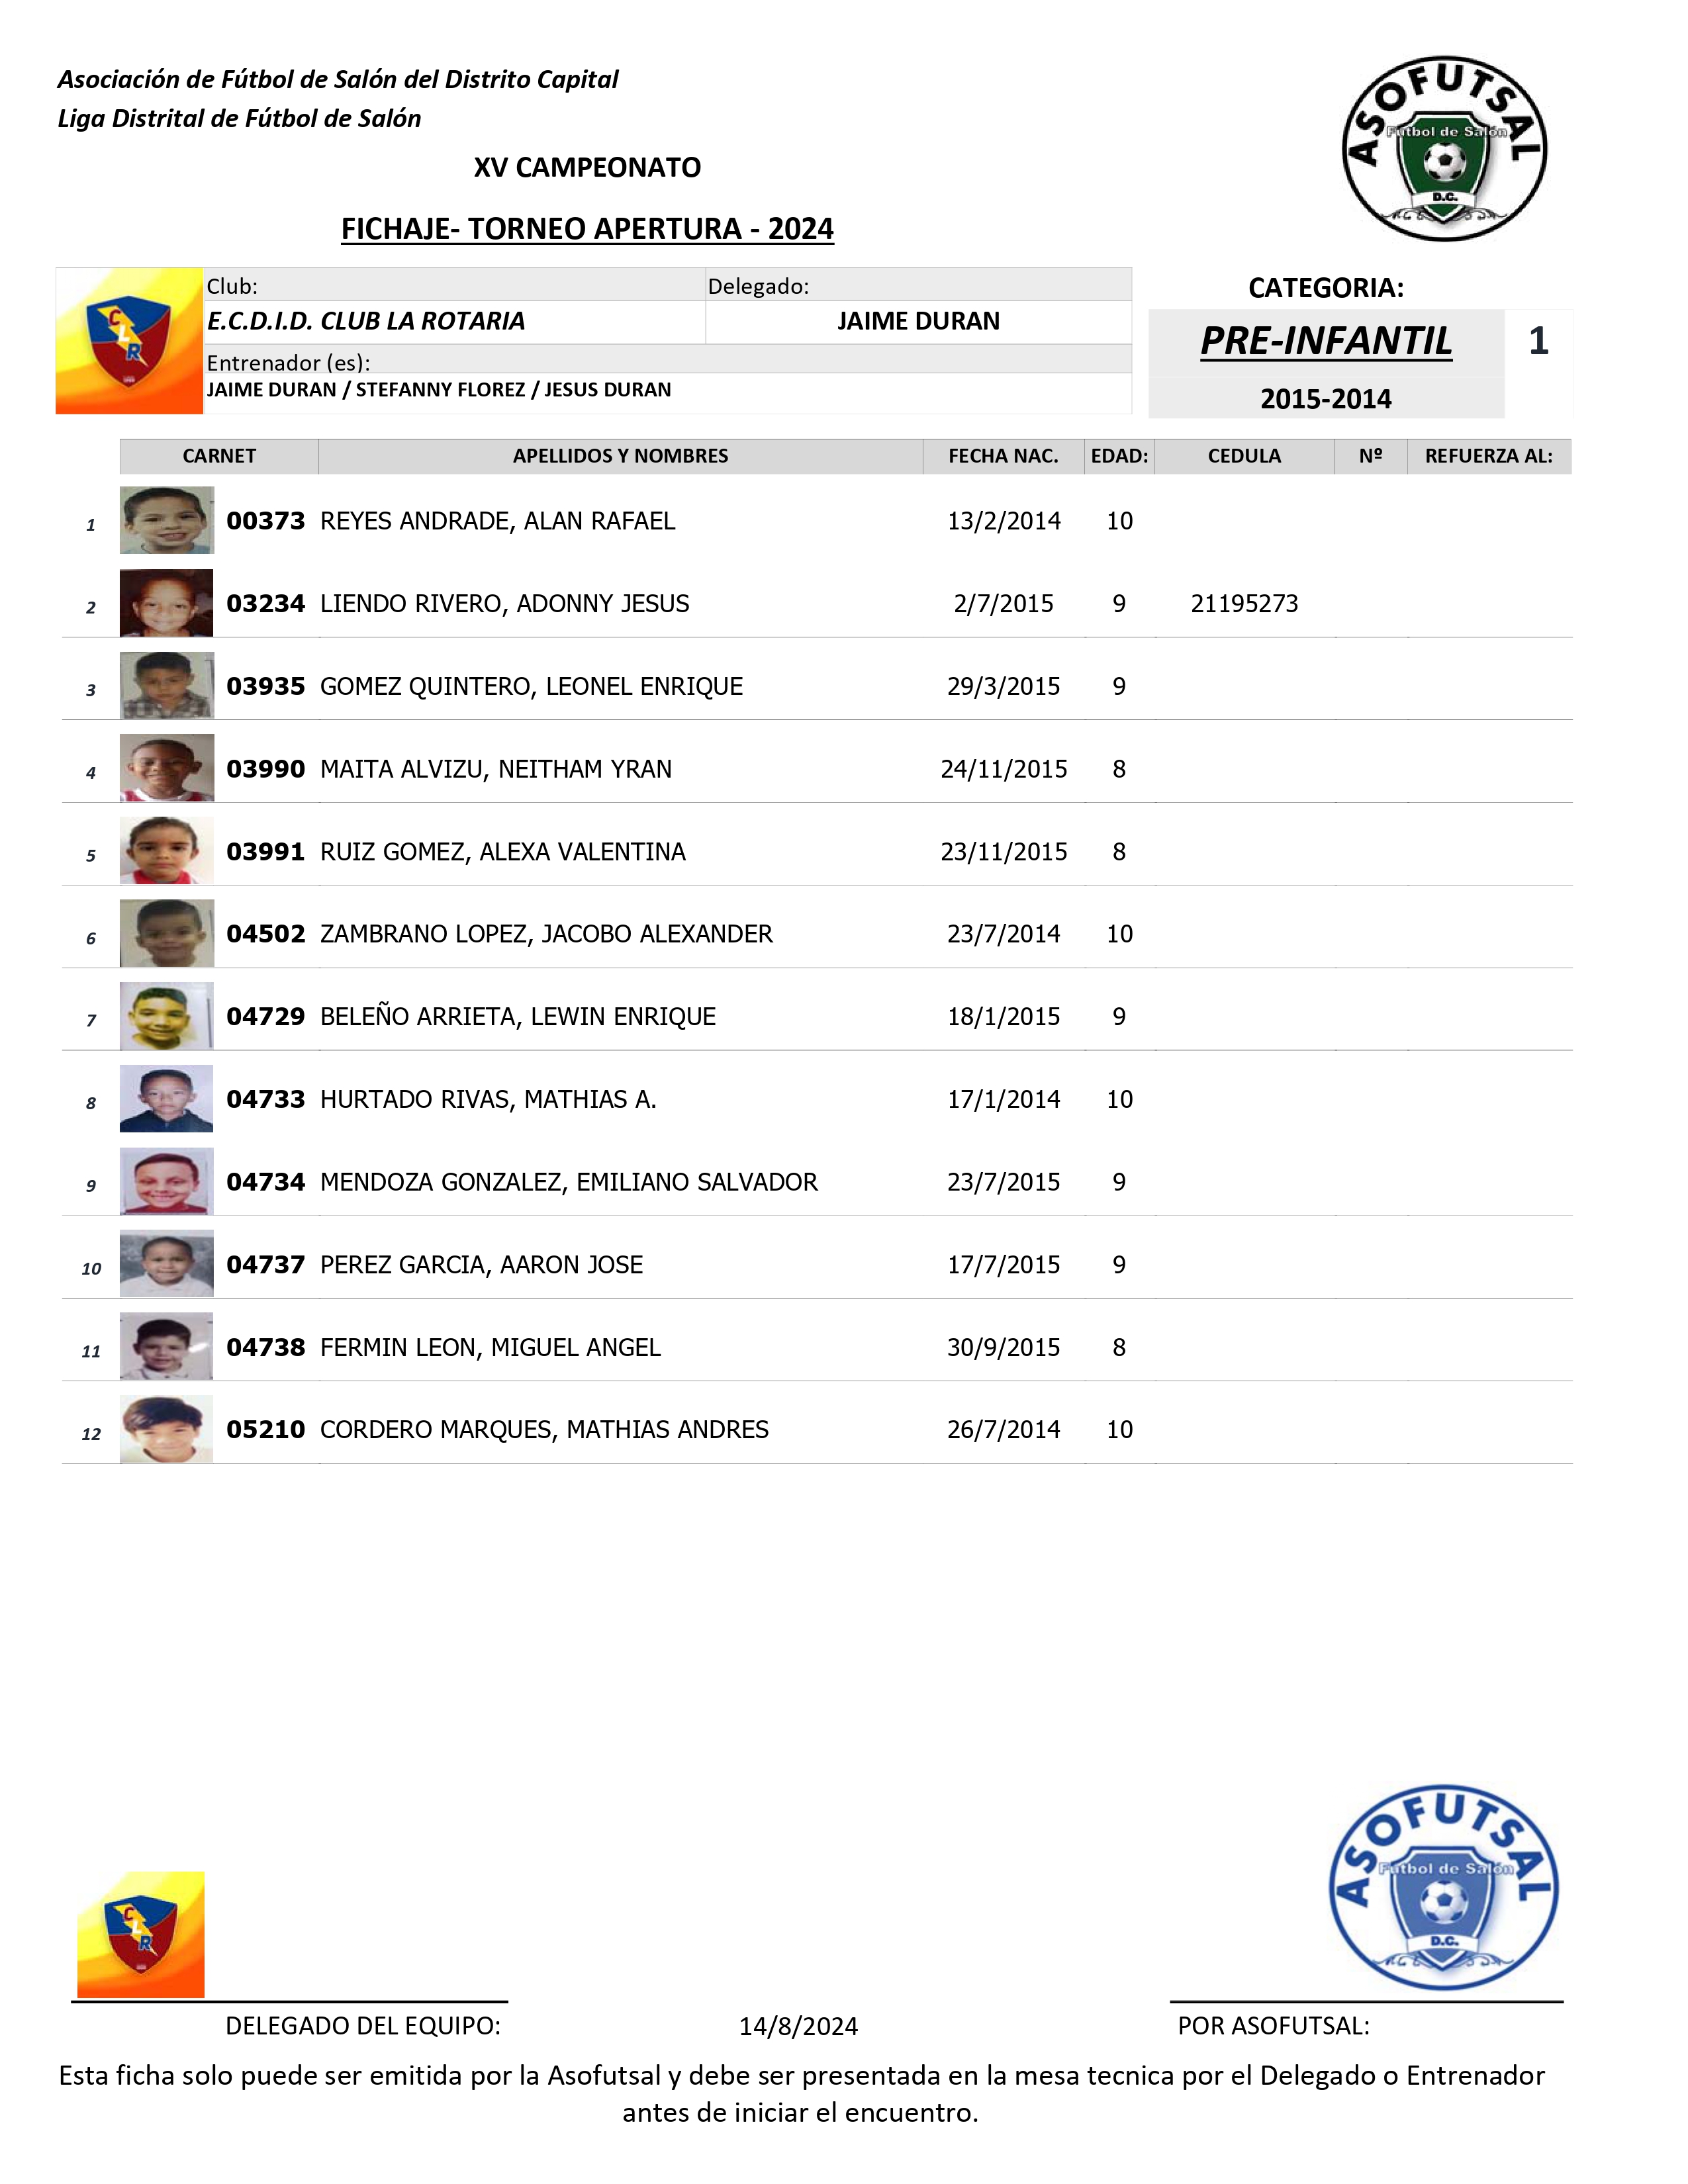 Asociación de Fútbol de Salón del Distrito Capital
Liga Distrital de Fútbol de Salón
XV CAMPEONATO
FICHAJE- TORNEO APERTURA - 2024
ASOFUTSAL
Fútbol de Salón
D.C.
CLR
Club: Delegado:
E.C.D.I.D. CLUB LA ROTARIA JAIME DURAN
Entrenador (es):
JAIME DURAN / STEFANNY FLOREZ / JESUS DURAN
CATEGORIA:
PRE-INFANTIL 1
2015-2014
CARNET APELLIDOS Y NOMBRES FECHA NAC. EDAD: CEDULA Nº REFUERZA AL:
1 00373 REYES ANDRADE, ALAN RAFAEL 13/2/2014 10
2 03234 LIENDO RIVERO, ADONNY JESUS 2/7/2015 9 21195273
3 03935 GOMEZ QUINTERO, LEONEL ENRIQUE 29/3/2015 9
4 03990 MAITA ALVIZU, NEITHAM YRAN 24/11/2015 8
5 03991 RUIZ GOMEZ, ALEXA VALENTINA 23/11/2015 8
6 04502 ZAMBRANO LOPEZ, JACOBO ALEXANDER 23/7/2014 10
7 04729 BELEÑO ARRIETA, LEWIN ENRIQUE 18/1/2015 9
8 04733 HURTADO RIVAS, MATHIAS A. 17/1/2014 10
9 04734 MENDOZA GONZALEZ, EMILIANO SALVADOR 23/7/2015 9
10 04737 PEREZ GARCIA, AARON JOSE 17/7/2015 9
11 04738 FERMIN LEON, MIGUEL ANGEL 30/9/2015 8
12 05210 CORDERO MARQUES, MATHIAS ANDRES 26/7/2014 10
CLR
ASOFUTSAL
Fútbol de Salón
D.C.
DELEGADO DEL EQUIPO: 14/8/2024 POR ASOFUTSAL:
Esta ficha solo puede ser emitida por la Asofutsal y debe ser presentada en la mesa tecnica por el Delegado o Entrenador
antes de iniciar el encuentro.